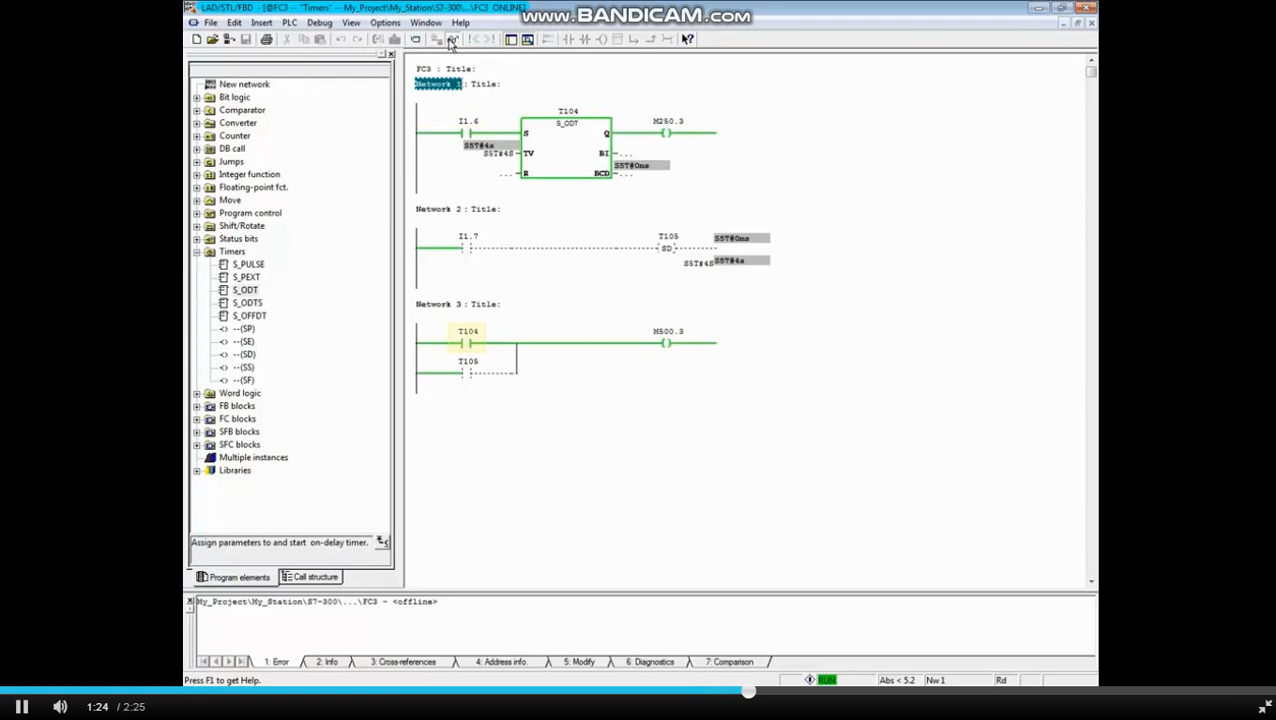 LAD/STL/FBD - [@FC3 -- "Timers" -- My_Project\My_Station\S7-300\...\FC3 ONLINE]
www.BANDICAM.com
File Edit Insert PLC Debug View Options Window Help
FC3 : Title:
Network 1 : Title:
New network
Bit logic
Comparator
Converter
Counter
DB call
Jumps
Integer function
Floating-point fct.
Move
Program control
Shift/Rotate
Status bits
Timers
S_PULSE
S_PEXT
S_ODT
S_ODTS
S_OFFDT
--(SP)
--(SE)
--(SD)
--(SS)
--(SF)
Word logic
FB blocks
FC blocks
SFB blocks
SFC blocks
Multiple instances
Libraries
T104
I1.6 S_ODT M250.3
S Q
S5T#4s
S5T#4S TV BI ...
S5T#0ms
... R BCD ...
Network 2 : Title:
I1.7 T105 S5T#0ms
SD
S5T#4S S5T#4s
Network 3 : Title:
T104 M500.3
T105
Assign parameters to and start on-delay timer.
Program elements Call structure
My_Project\My_Station\S7-300\...\FC3 - <offline>
1: Error 2: Info 3: Cross-references 4: Address info. 5: Modify 6: Diagnostics 7: Comparison
Press F1 to get Help. RUN Abs < 5.2 Nw 1 Rd
1:24 / 2:25